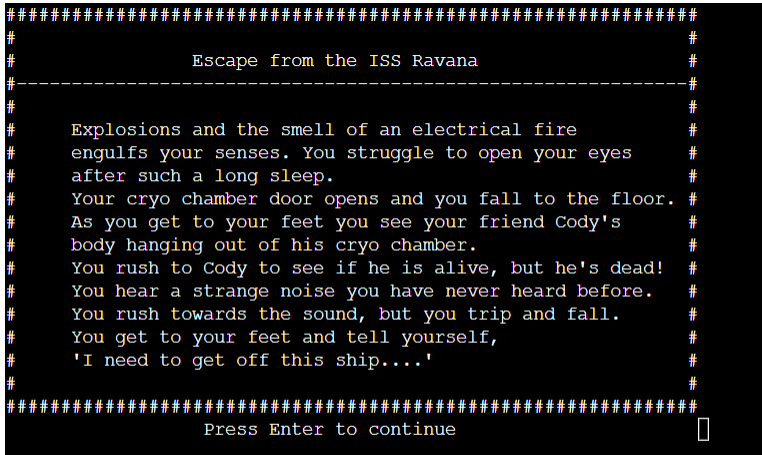 ################################################################
# #
# Escape from the ISS Ravana #
#--------------------------------------------------------------#
# #
# Explosions and the smell of an electrical fire #
# engulfs your senses. You struggle to open your eyes #
# after such a long sleep. #
# Your cryo chamber door opens and you fall to the floor. #
# As you get to your feet you see your friend Cody's #
# body hanging out of his cryo chamber. #
# You rush to Cody to see if he is alive, but he's dead! #
# You hear a strange noise you have never heard before. #
# You rush towards the sound, but you trip and fall. #
# You get to your feet and tell yourself, #
# 'I need to get off this ship....' #
# #
################################################################
Press Enter to continue